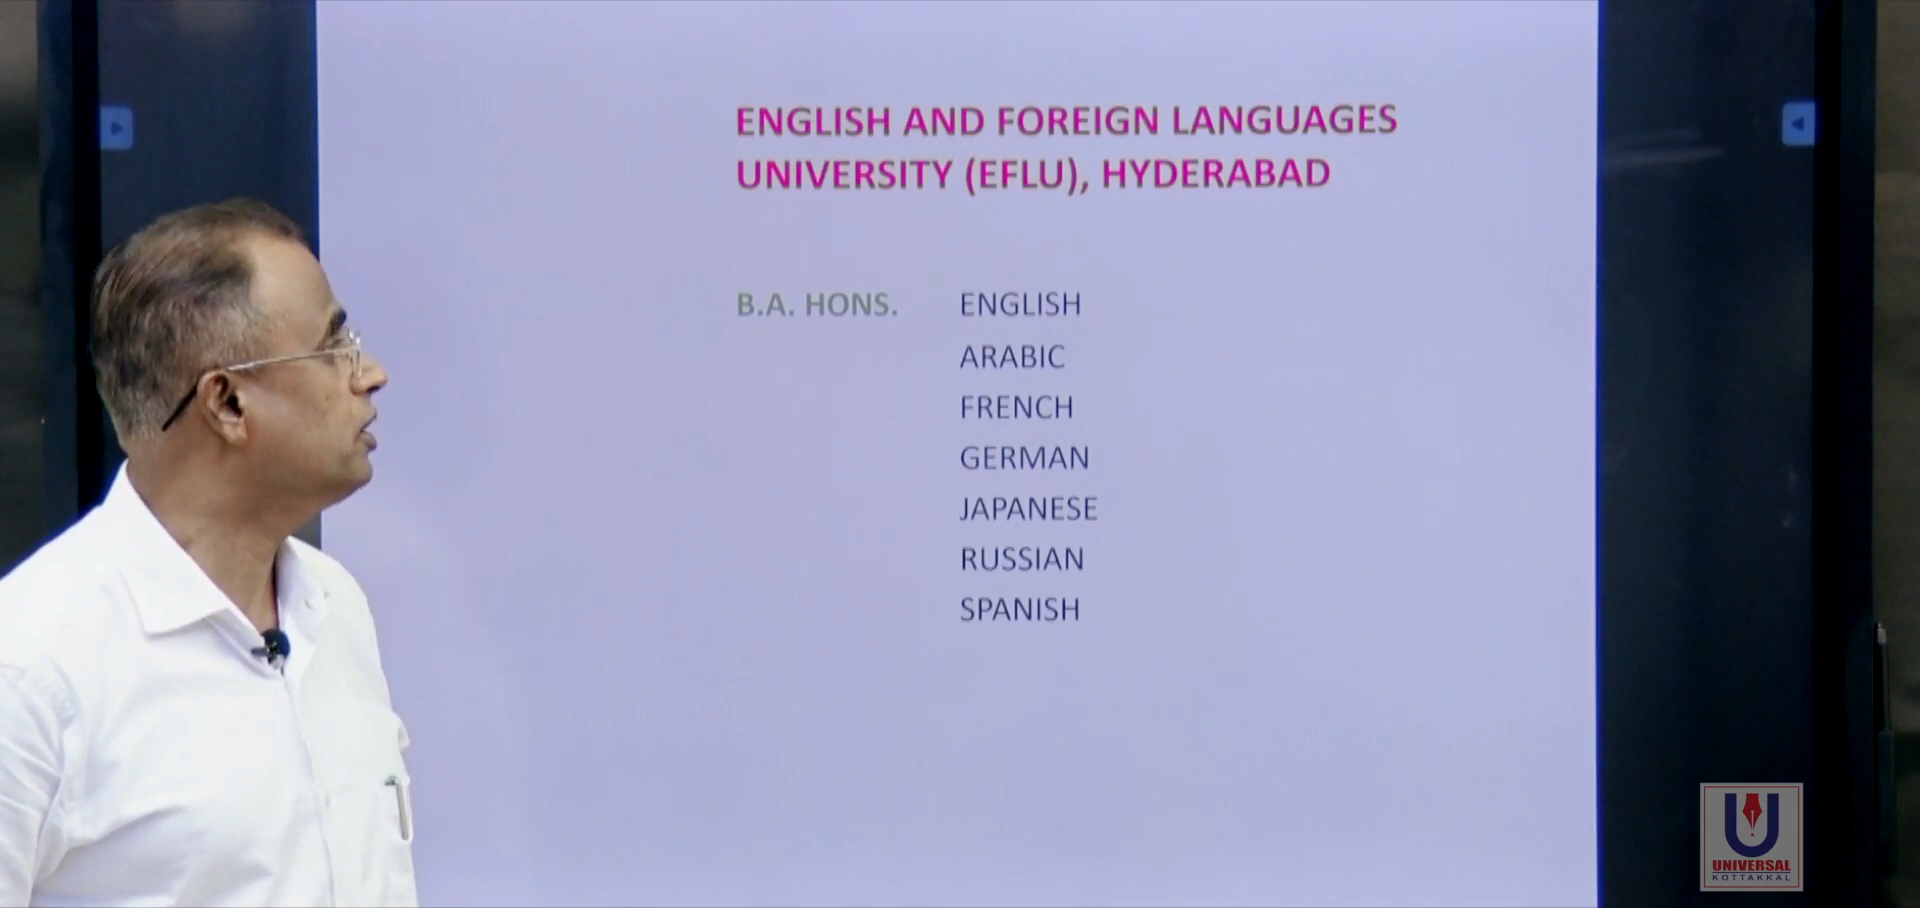 ENGLISH AND FOREIGN LANGUAGES
UNIVERSITY (EFLU), HYDERABAD
B.A. HONS. ENGLISH
ARABIC
FRENCH
GERMAN
JAPANESE
RUSSIAN
SPANISH
U
UNIVERSAL
KOTTAKKAL